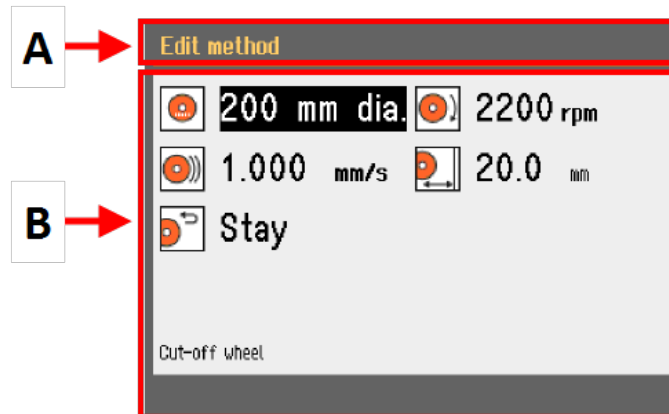 A
Edit method
200 mm dia. 2200 rpm
1.000 mm/s 20.0 mm
B
Stay
Cut-off wheel